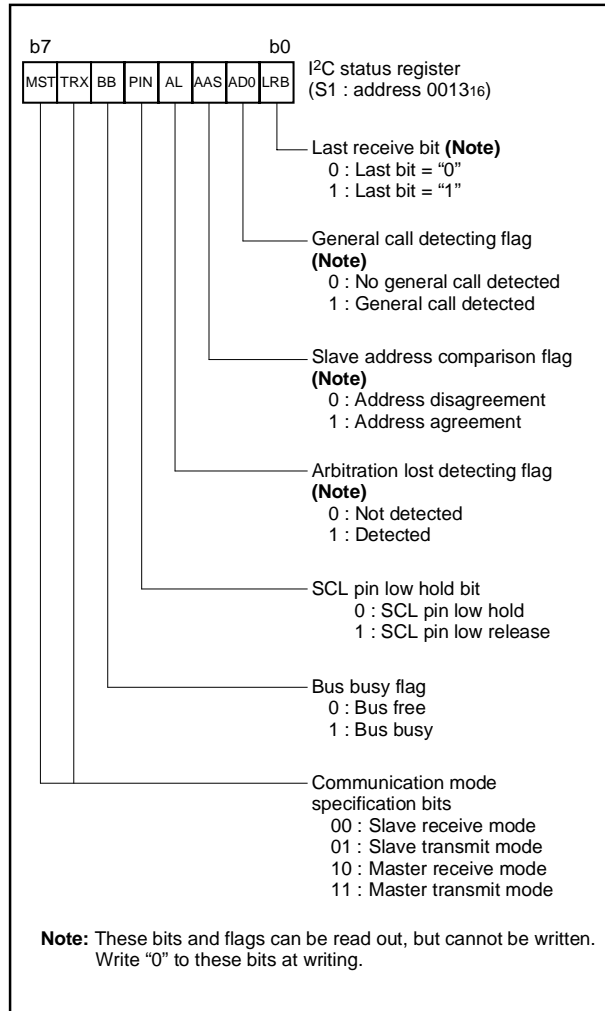 b7 b0
MST TRX BB PIN AL AAS AD0 LRB
I²C status register
(S1 : address 0013₁₆)
Last receive bit (Note)
0 : Last bit = “0”
1 : Last bit = “1”
General call detecting flag
(Note)
0 : No general call detected
1 : General call detected
Slave address comparison flag
(Note)
0 : Address disagreement
1 : Address agreement
Arbitration lost detecting flag
(Note)
0 : Not detected
1 : Detected
SCL pin low hold bit
0 : SCL pin low hold
1 : SCL pin low release
Bus busy flag
0 : Bus free
1 : Bus busy
Communication mode
specification bits
00 : Slave receive mode
01 : Slave transmit mode
10 : Master receive mode
11 : Master transmit mode
Note: These bits and flags can be read out, but cannot be written.
Write “0” to these bits at writing.